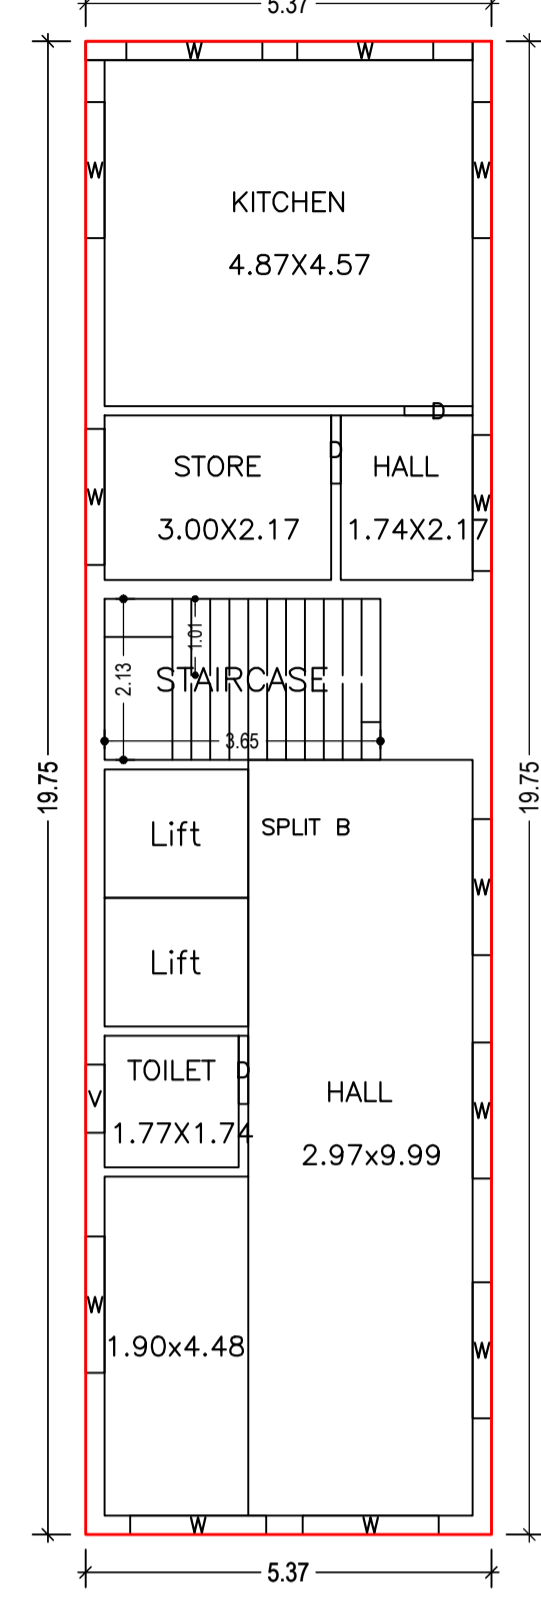 5.37
W W
W W
KITCHEN
4.87X4.57
D
D
STORE HALL
W W
3.00X2.17 1.74X2.17
1.01
2.13
STAIRCASE
3.65
19.75 19.75
Lift SPLIT B
W
Lift
TOILET D
HALL
V W
1.77X1.74
2.97x9.99
W
1.90x4.48 W
W W
5.37